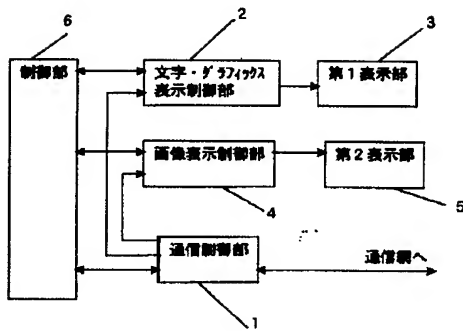 6
2
3
制御部
文字・グラフィックス
表示制御部
第1表示部
画像表示制御部
第2表示部
4
5
通信制御部
通信網へ
1